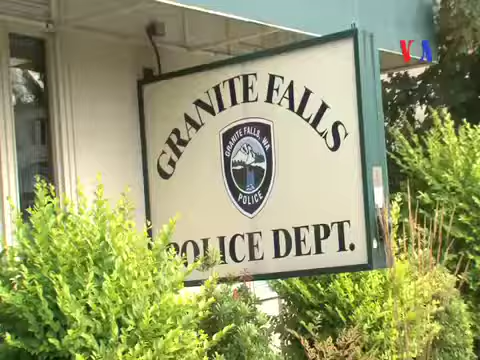 VA
GRANITE FALLS
GRANITE FALLS, WA
POLICE
POLICE DEPT.